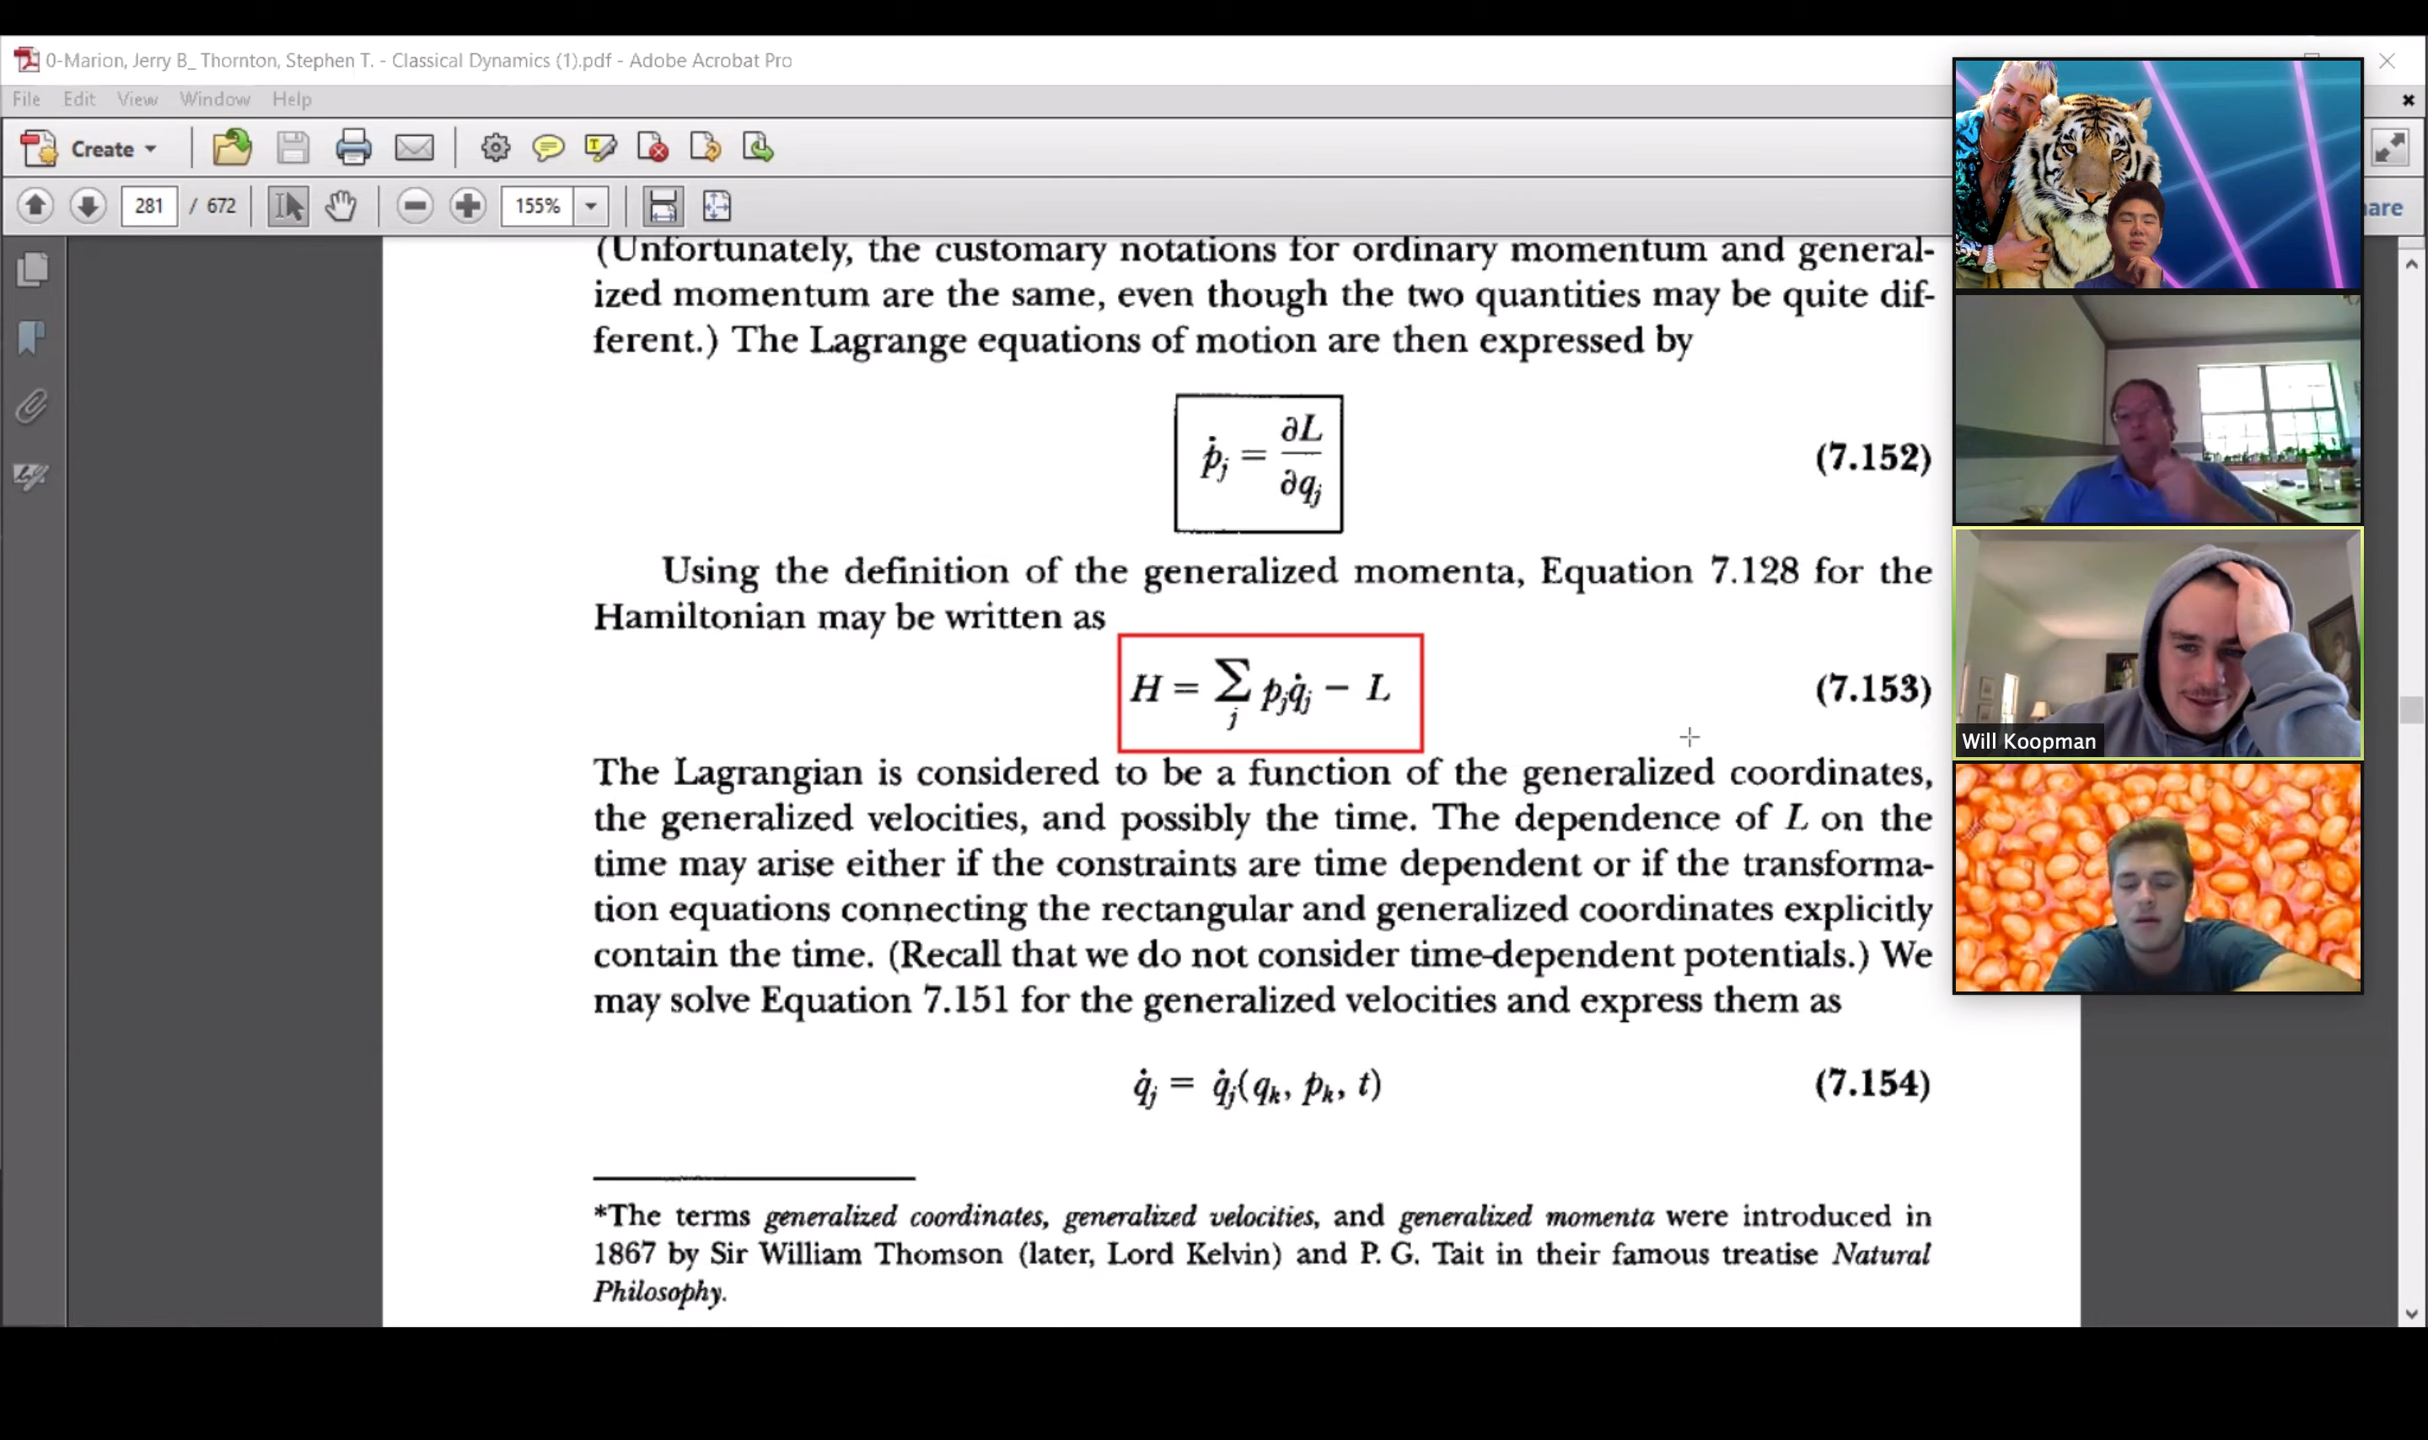 0-Marion, Jerry B_ Thornton, Stephen T. - Classical Dynamics (1).pdf - Adobe Acrobat Pro
File Edit View Window Help
Create
281 / 672 155%
are
(Unfortunately, the customary notations for ordinary momentum and general-
ized momentum are the same, even though the two quantities may be quite dif-
ferent.) The Lagrange equations of motion are then expressed by
ṗⱼ = ∂L/∂qⱼ (7.152)
Using the definition of the generalized momenta, Equation 7.128 for the
Hamiltonian may be written as
H = Σⱼ pⱼq̇ⱼ − L (7.153)
The Lagrangian is considered to be a function of the generalized coordinates,
the generalized velocities, and possibly the time. The dependence of L on the
time may arise either if the constraints are time dependent or if the transforma-
tion equations connecting the rectangular and generalized coordinates explicitly
contain the time. (Recall that we do not consider time-dependent potentials.) We
may solve Equation 7.151 for the generalized velocities and express them as
q̇ⱼ = q̇ⱼ(qₖ, pₖ, t) (7.154)
*The terms generalized coordinates, generalized velocities, and generalized momenta were introduced in
1867 by Sir William Thomson (later, Lord Kelvin) and P. G. Tait in their famous treatise Natural
Philosophy.
Will Koopman